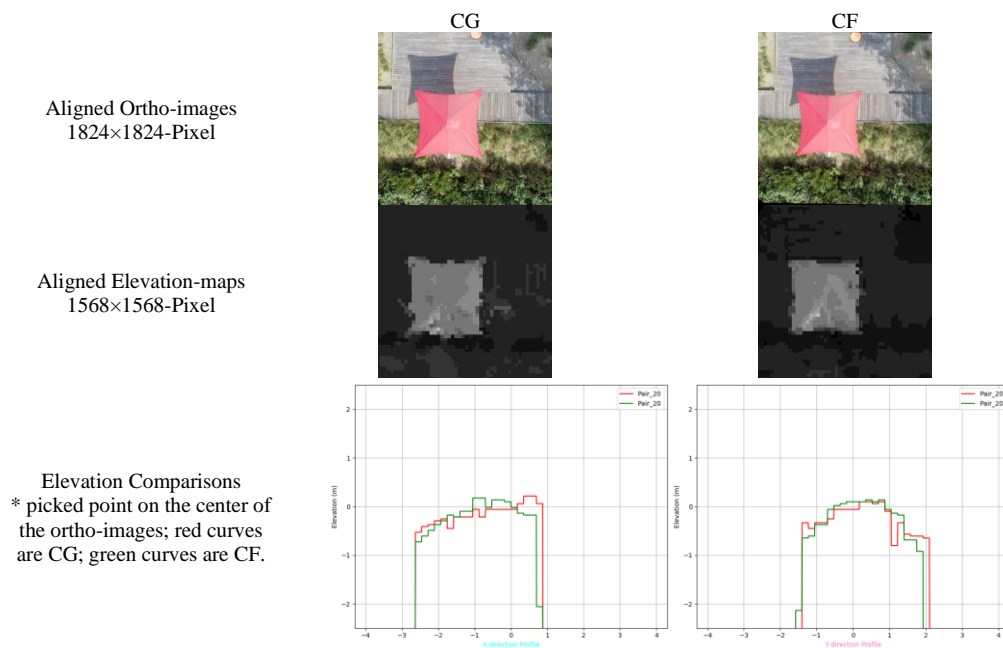 CG
CF
Aligned Ortho-images
1824×1824-Pixel
Aligned Elevation-maps
1568×1568-Pixel
Elevation Comparisons
* picked point on the center of
the ortho-images; red curves
are CG; green curves are CF.
Pair_20
Pair_20
Elevation (m)
2
1
0
−1
−2
−4 −3 −2 −1 0 1 2 3 4
X-direction Profile
Pair_20
Pair_20
Elevation (m)
2
1
0
−1
−2
−4 −3 −2 −1 0 1 2 3 4
Y-direction Profile